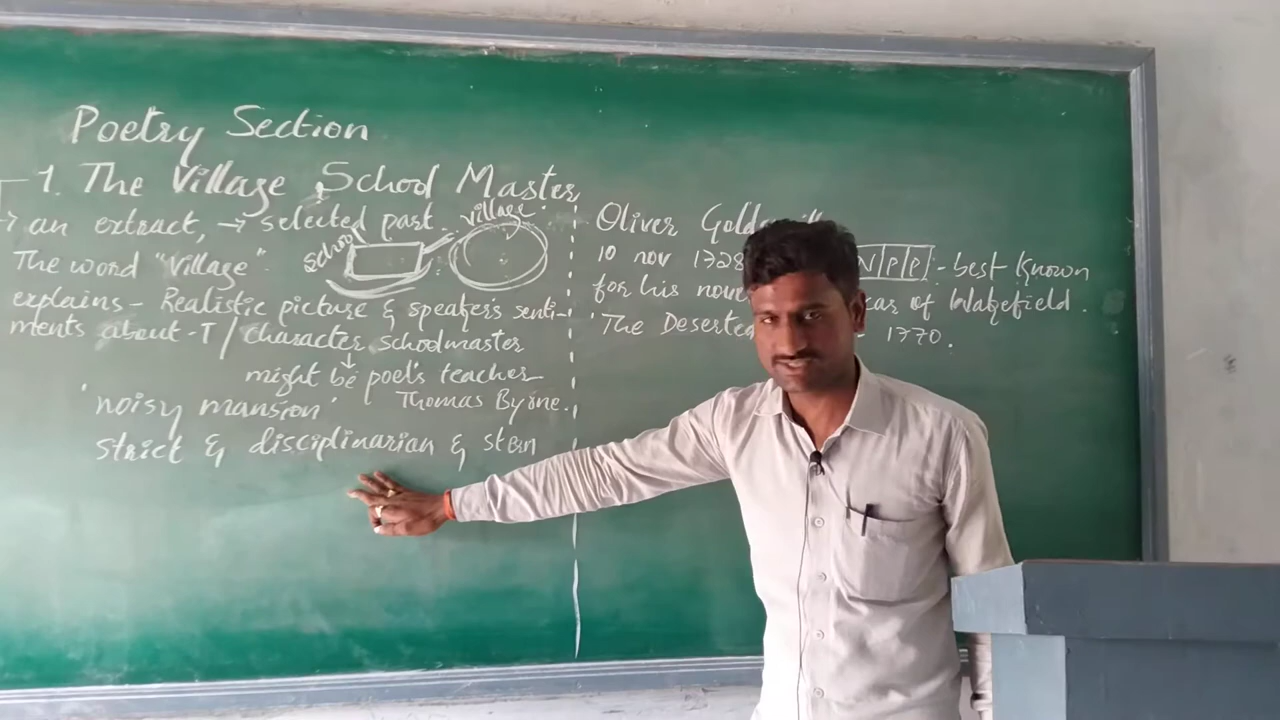 Poetry Section
1. The Village School Master
→ an extract, → selected part.
village
school
The word "Village"
explains - Realistic picture & speaker's senti-
ments about - T / character schoolmaster
might be poet's teacher
'noisy mansion' Thomas Byrne.
strict & disciplinarian & stern
Oliver
10 nov 1728 N|P|P - best known
for his of Wakefield.
'The Deserted - 1770.